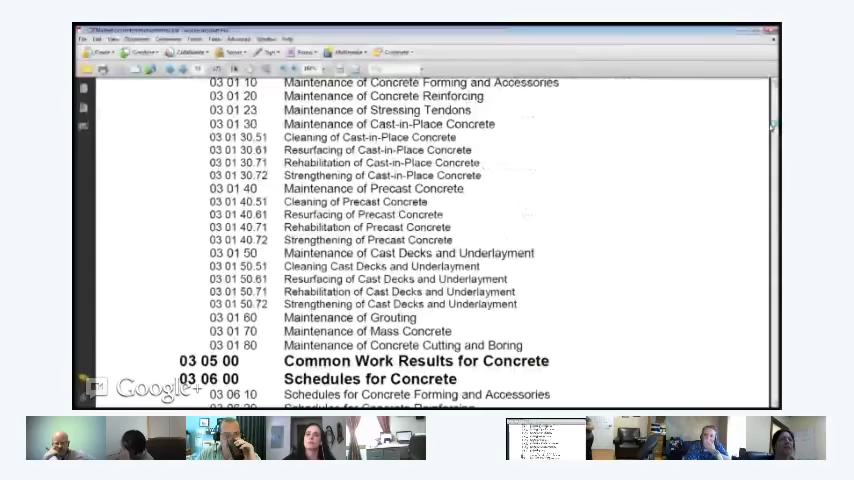 03 01 10 Maintenance of Concrete Forming and Accessories
03 01 20 Maintenance of Concrete Reinforcing
03 01 23 Maintenance of Stressing Tendons
03 01 30 Maintenance of Cast-in-Place Concrete
03 01 30.51 Cleaning of Cast-in-Place Concrete
03 01 30.61 Resurfacing of Cast-in-Place Concrete
03 01 30.71 Rehabilitation of Cast-in-Place Concrete
03 01 30.72 Strengthening of Cast-in-Place Concrete
03 01 40 Maintenance of Precast Concrete
03 01 40.51 Cleaning of Precast Concrete
03 01 40.61 Resurfacing of Precast Concrete
03 01 40.71 Rehabilitation of Precast Concrete
03 01 40.72 Strengthening of Precast Concrete
03 01 50 Maintenance of Cast Decks and Underlayment
03 01 50.51 Cleaning Cast Decks and Underlayment
03 01 50.61 Resurfacing of Cast Decks and Underlayment
03 01 50.71 Rehabilitation of Cast Decks and Underlayment
03 01 50.72 Strengthening of Cast Decks and Underlayment
03 01 60 Maintenance of Grouting
03 01 70 Maintenance of Mass Concrete
03 01 80 Maintenance of Concrete Cutting and Boring
03 05 00 Common Work Results for Concrete
03 06 00 Schedules for Concrete
Google+
03 06 10 Schedules for Concrete Forming and Accessories